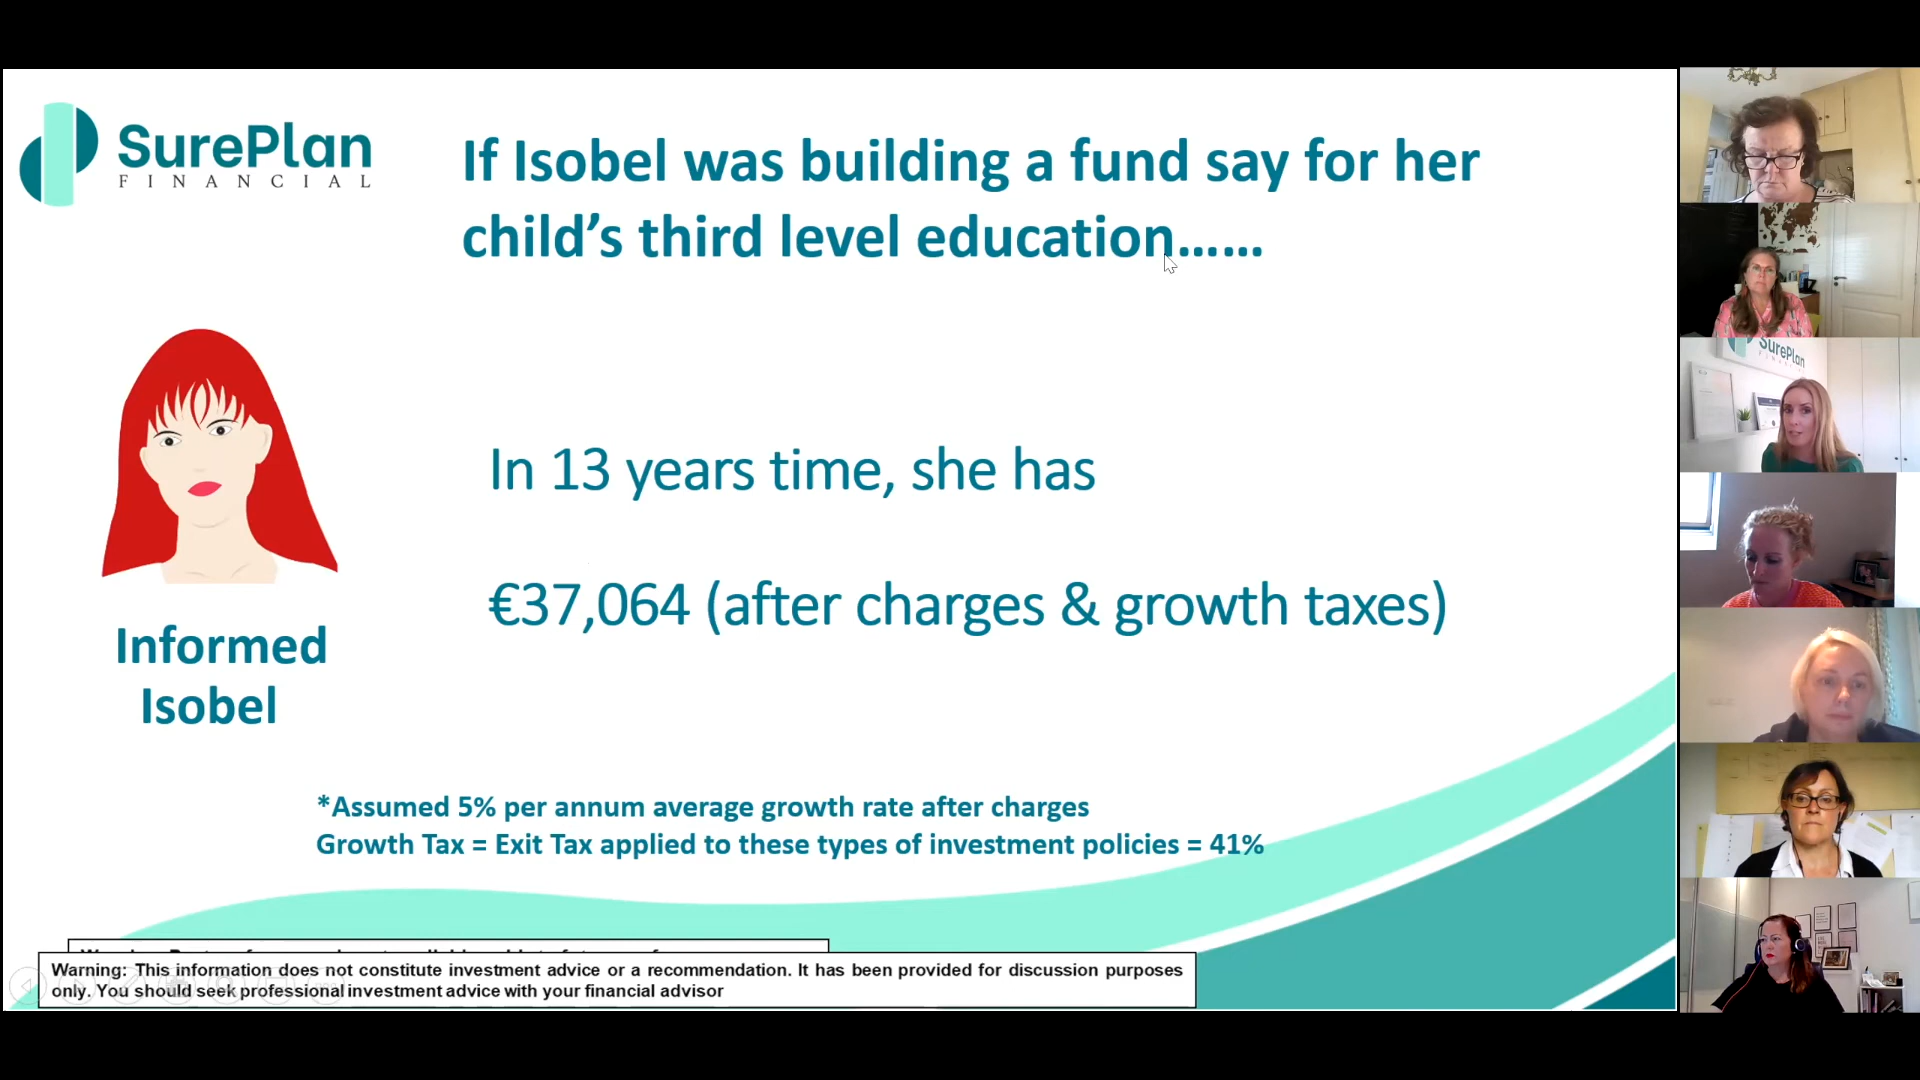 SurePlan
FINANCIAL
If Isobel was building a fund say for her
child’s third level education……
In 13 years time, she has
€37,064 (after charges & growth taxes)
Informed
Isobel
*Assumed 5% per annum average growth rate after charges
Growth Tax = Exit Tax applied to these types of investment policies = 41%
Warning: This information does not constitute investment advice or a recommendation. It has been provided for discussion purposes
only. You should seek professional investment advice with your financial advisor
SurePlan